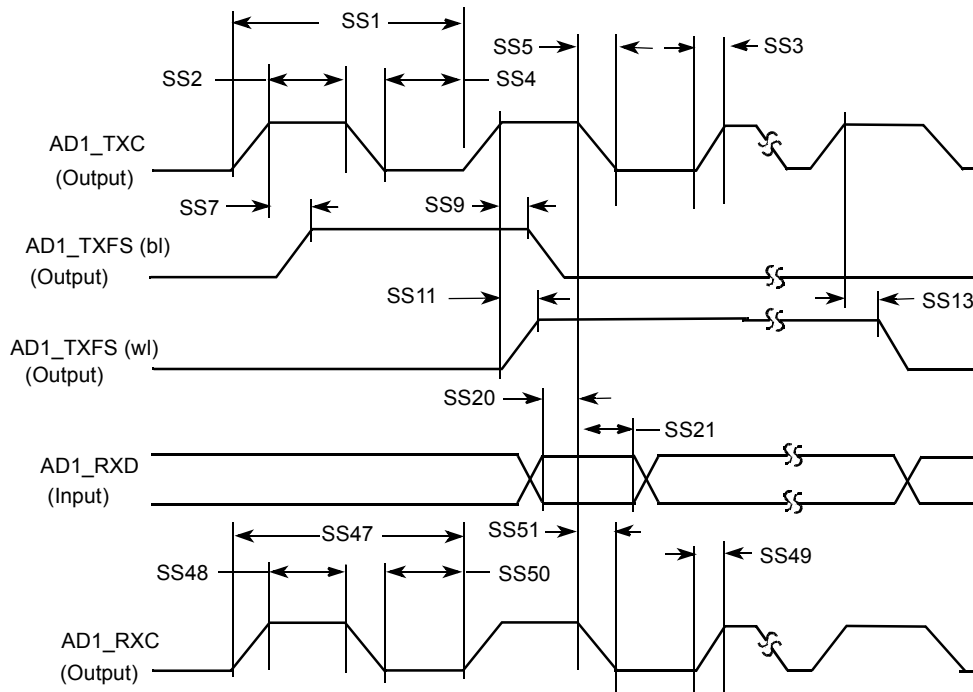 SS1
SS5
SS3
SS2
SS4
AD1_TXC
(Output)
SS7
SS9
AD1_TXFS (bl)
(Output)
SS11
SS13
AD1_TXFS (wl)
(Output)
SS20
SS21
AD1_RXD
(Input)
SS47
SS51
SS48
SS50
SS49
AD1_RXC
(Output)